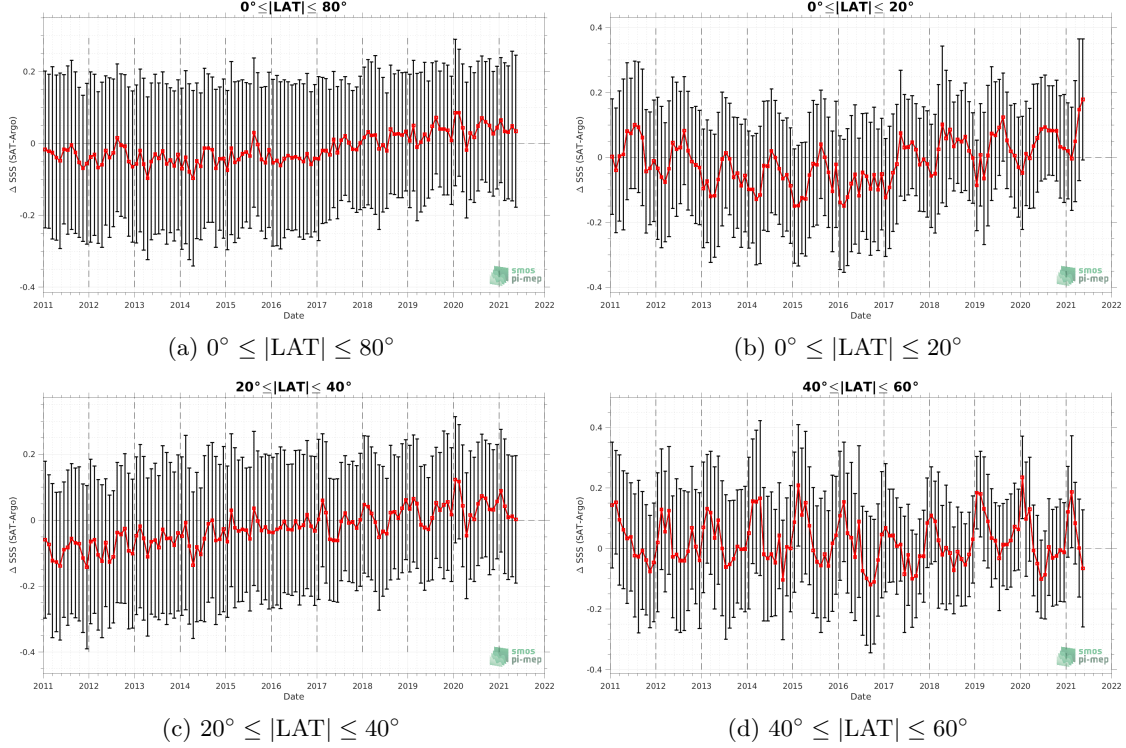 0°≤|LAT|≤ 80°
Δ SSS (SAT-Argo)
0.2
0
-0.2
-0.4
2011 2012 2013 2014 2015 2016 2017 2018 2019 2020 2021 2022
Date
smos
pi-mep
(a) 0° ≤ |LAT| ≤ 80°
0°≤|LAT|≤ 20°
Δ SSS (SAT-Argo)
0.4
0.2
0
-0.2
-0.4
2011 2012 2013 2014 2015 2016 2017 2018 2019 2020 2021 2022
Date
smos
pi-mep
(b) 0° ≤ |LAT| ≤ 20°
20°≤|LAT|≤ 40°
Δ SSS (SAT-Argo)
0.2
0
-0.2
-0.4
2011 2012 2013 2014 2015 2016 2017 2018 2019 2020 2021 2022
Date
smos
pi-mep
(c) 20° ≤ |LAT| ≤ 40°
40°≤|LAT|≤ 60°
Δ SSS (SAT-Argo)
0.4
0.2
0
-0.2
-0.4
2011 2012 2013 2014 2015 2016 2017 2018 2019 2020 2021 2022
Date
smos
pi-mep
(d) 40° ≤ |LAT| ≤ 60°